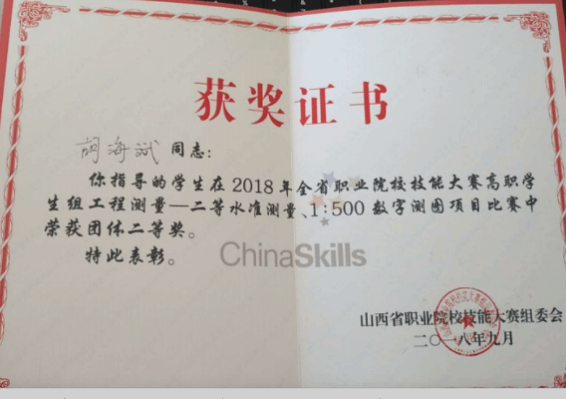 获奖证书
胡海斌 同志:
你指导的学生在2018年全省职业院校技能大赛高职学
生组工程测量—二等水准测量、1:500数字测图项目比赛中
荣获团体二等奖。
特此表彰。
ChinaSkills
山西省职业院校技能大赛组委会
二〇一八年九月